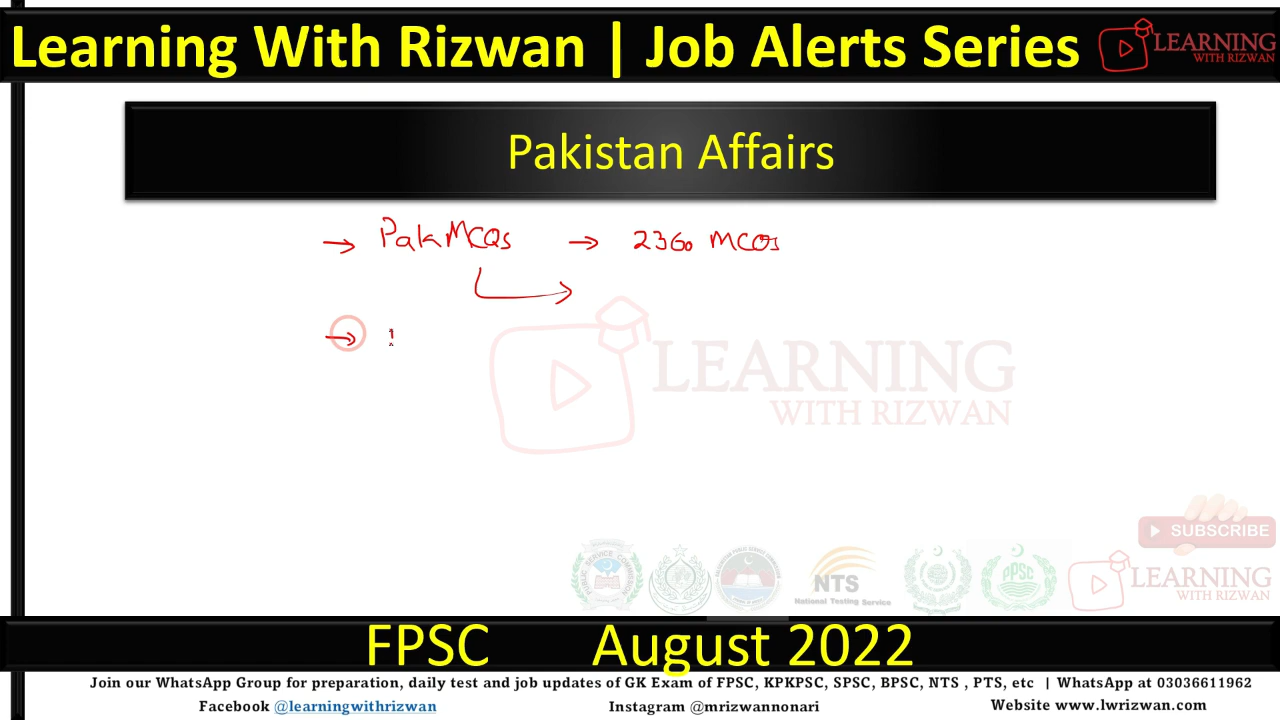 Learning With Rizwan | Job Alerts Series
LEARNING
WITH RIZWAN
Pakistan Affairs
→ PakMCQs → 2360 MCQs
→
LEARNING
WITH RIZWAN
SUBSCRIBE
NTS
National Testing Service
PPSC
LEARNING
WITH RIZWAN
FPSC August 2022
Join our WhatsApp Group for preparation, daily test and job updates of GK Exam of FPSC, KPKPSC, SPSC, BPSC, NTS , PTS, etc | WhatsApp at 03036611962
Facebook @learningwithrizwan Instagram @mrizwannonari Website www.lwrizwan.com